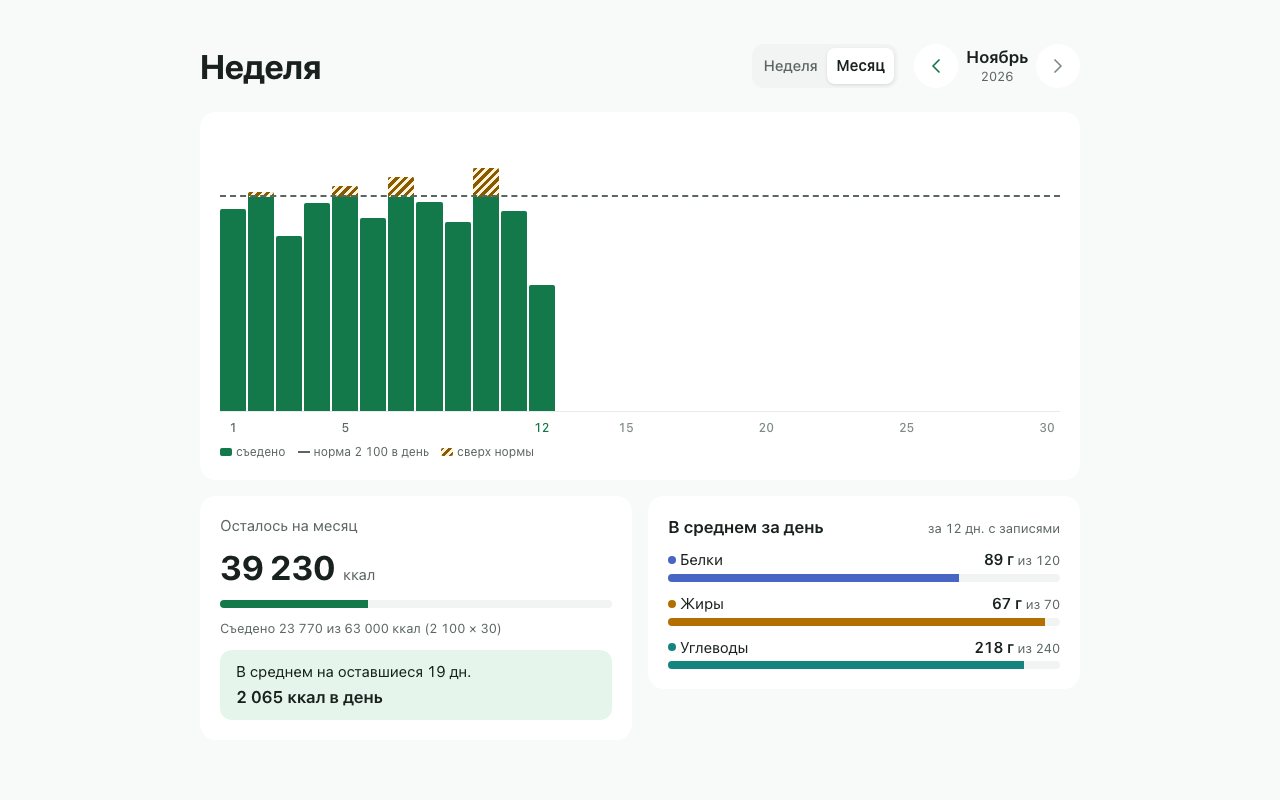 Неделя
Неделя Месяц
Ноябрь
2026
1 5 12 15 20 25 30
съедено норма 2 100 в день сверх нормы
Осталось на месяц
39 230 ккал
Съедено 23 770 из 63 000 ккал (2 100 × 30)
В среднем на оставшиеся 19 дн.
2 065 ккал в день
В среднем за день за 12 дн. с записями
Белки 89 г из 120
Жиры 67 г из 70
Углеводы 218 г из 240